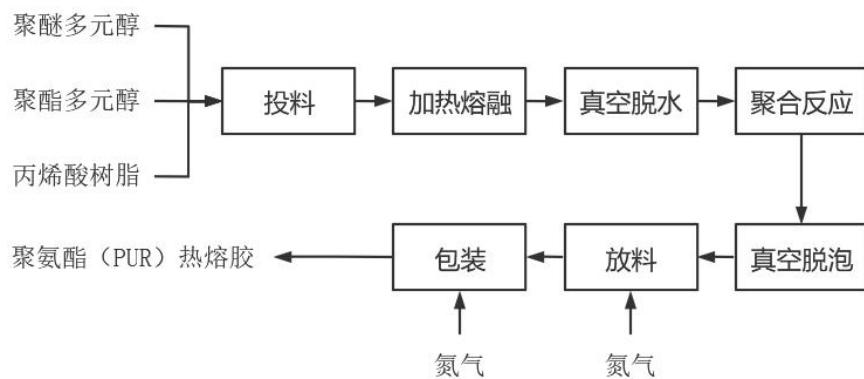 聚醚多元醇
聚酯多元醇
丙烯酸树脂
投料
加热熔融
真空脱水
聚合反应
聚氨酯（PUR）热熔胶
包装
放料
真空脱泡
氮气
氮气